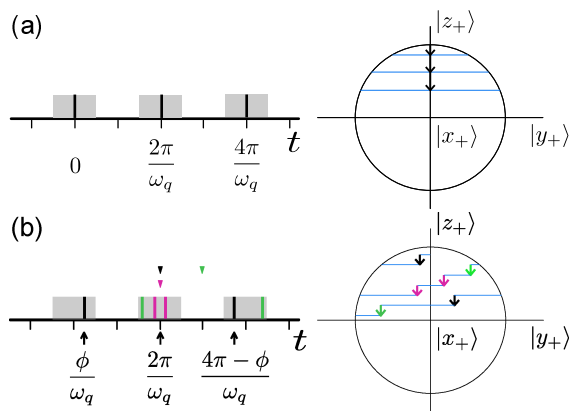 (a)
|z₊⟩
0
2π/ω_q
4π/ω_q
t
|x₊⟩
|y₊⟩
(b)
|z₊⟩
ϕ/ω_q
2π/ω_q
4π − ϕ/ω_q
t
|x₊⟩
|y₊⟩